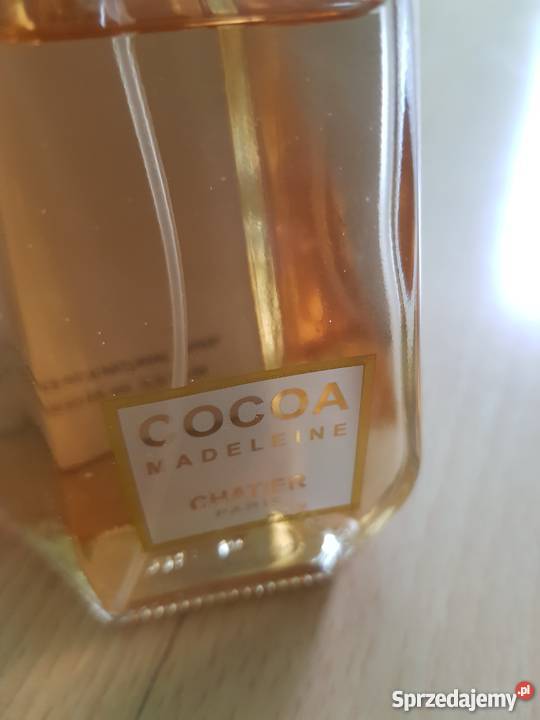 COCOA
MADELEINE
CHATIER
PARIS
Sprzedajemy.pl